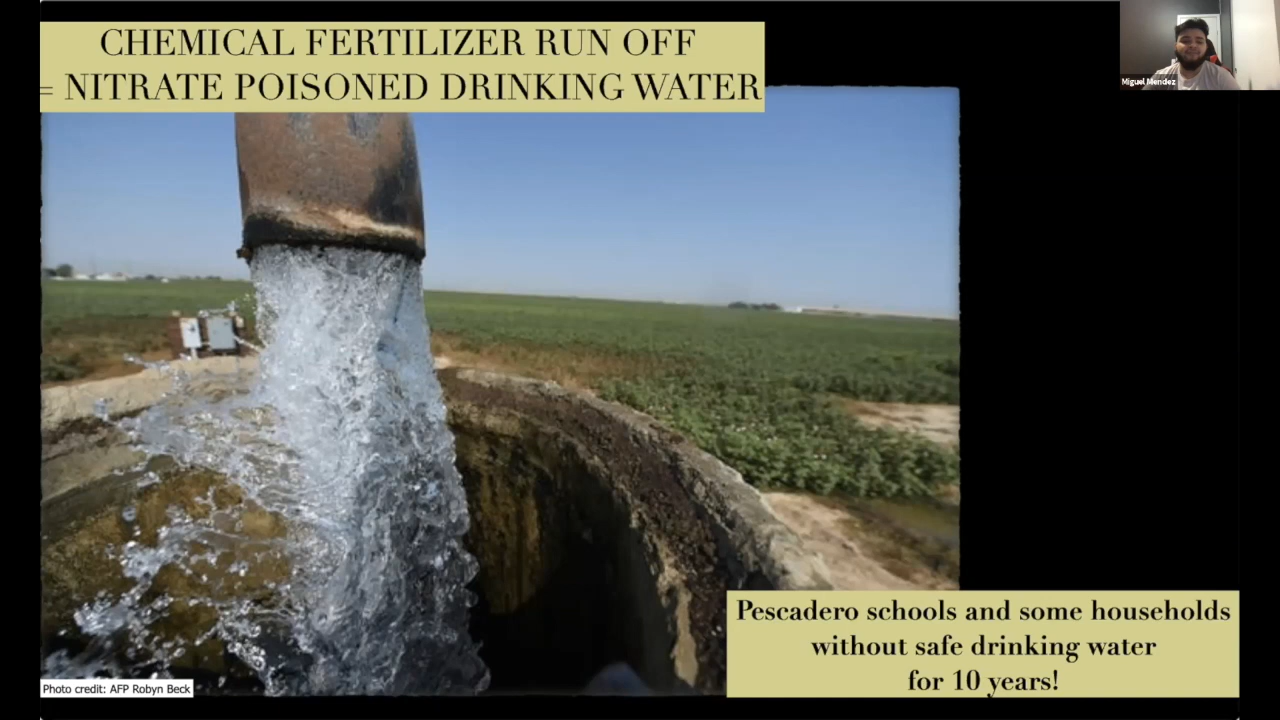 CHEMICAL FERTILIZER RUN OFF
= NITRATE POISONED DRINKING WATER
Miguel Mendez
Pescadero schools and some households
without safe drinking water
for 10 years!
Photo credit: AFP Robyn Beck